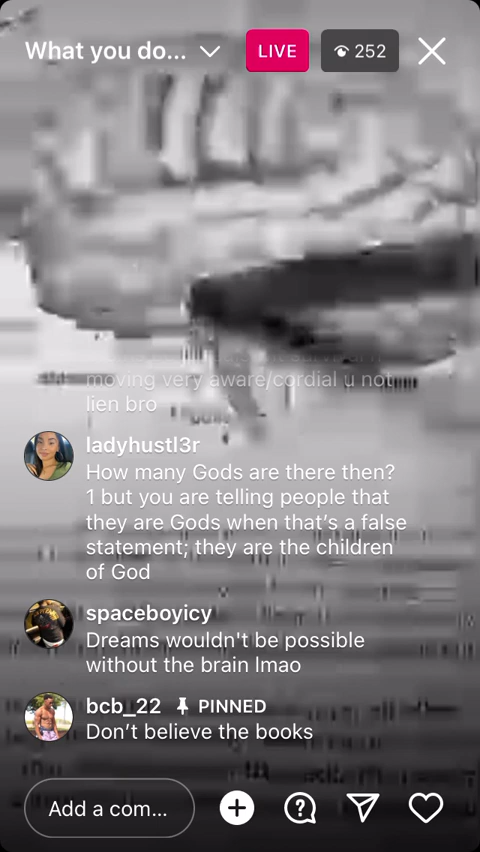 What you do...
LIVE
252
moving very aware/cordial u not
lien bro
ladyhustl3r
How many Gods are there then?
1 but you are telling people that
they are Gods when that’s a false
statement; they are the children
of God
spaceboyicy
Dreams wouldn't be possible
without the brain lmao
bcb_22 PINNED
Don’t believe the books
Add a com...